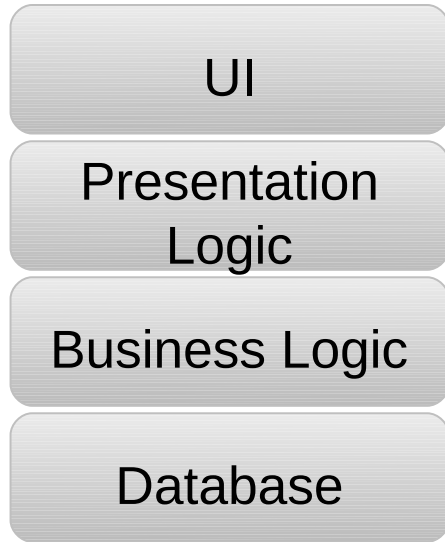 UI
Presentation
Logic
Business Logic
Database